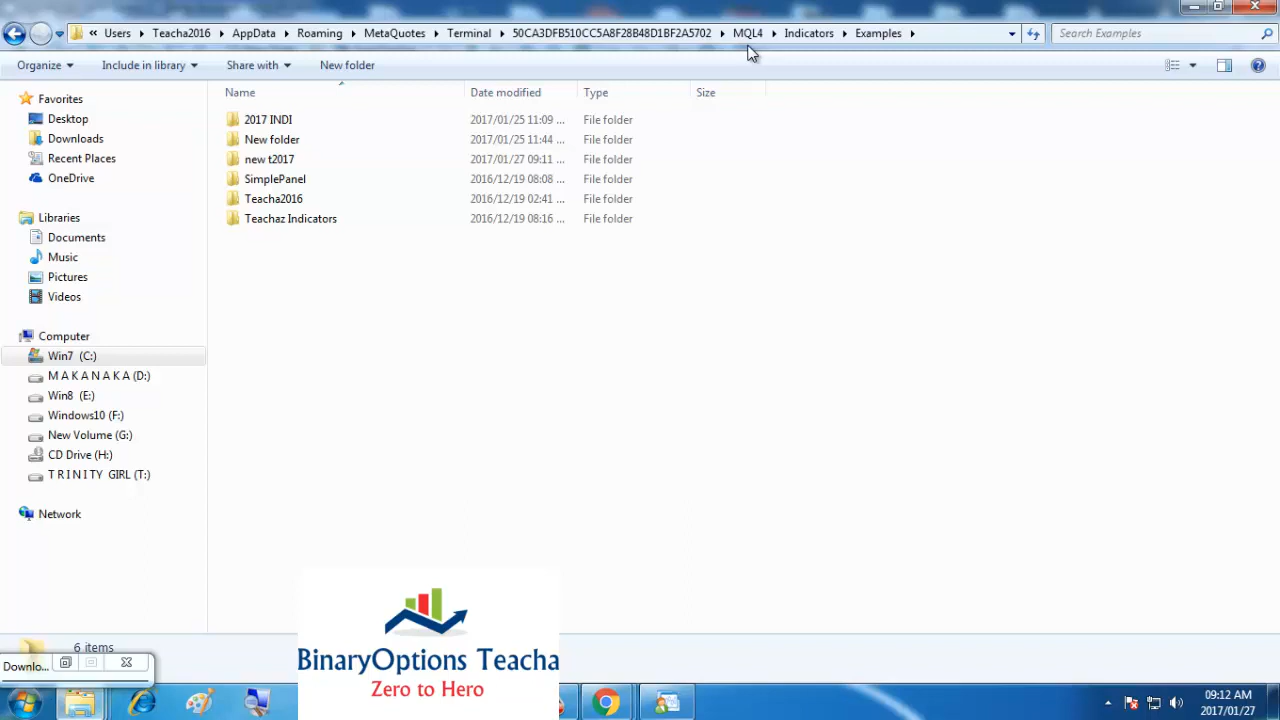 « Users Teacha2016 AppData Roaming MetaQuotes Terminal 50CA3DFB510CC5A8F28B48D1BF2A5702 MQL4 Indicators Examples Search Examples
Organize Include in library Share with New folder
Name Date modified Type Size
Favorites
Desktop
Downloads
Recent Places
OneDrive
Libraries
Documents
Music
Pictures
Videos
Computer
Win7 (C:)
M A K A N A K A (D:)
Win8 (E:)
Windows10 (F:)
New Volume (G:)
CD Drive (H:)
T R I N I T Y GIRL (T:)
Network
2017 INDI 2017/01/25 11:09 ... File folder
New folder 2017/01/25 11:44 ... File folder
new t2017 2017/01/27 09:11 ... File folder
SimplePanel 2016/12/19 08:08 ... File folder
Teacha2016 2016/12/19 02:41 ... File folder
Teachaz Indicators 2016/12/19 08:16 ... File folder
6 items
Downlo...
BinaryOptions Teacha
Zero to Hero
09:12 AM
2017/01/27